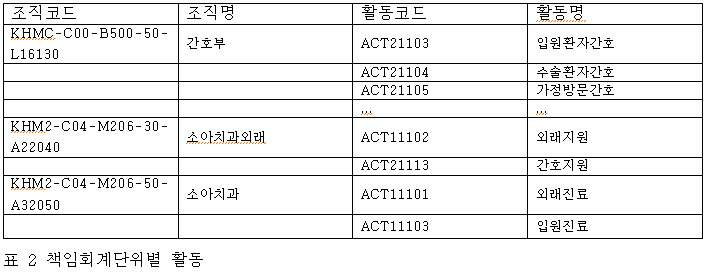 조직코드 조직명 활동코드 활동명
KHMC-C00-B500-50-L16130 간호부 ACT21103 입원환자간호
ACT21104 수술환자간호
ACT21105 가정방문간호
,,, ,,,
KHM2-C04-M206-30-A22040 소아치과외래 ACT11102 외래지원
ACT21113 간호지원
KHM2-C04-M206-50-A32050 소아치과 ACT11101 외래진료
ACT11103 입원진료
표 2 책임회계단위별 활동